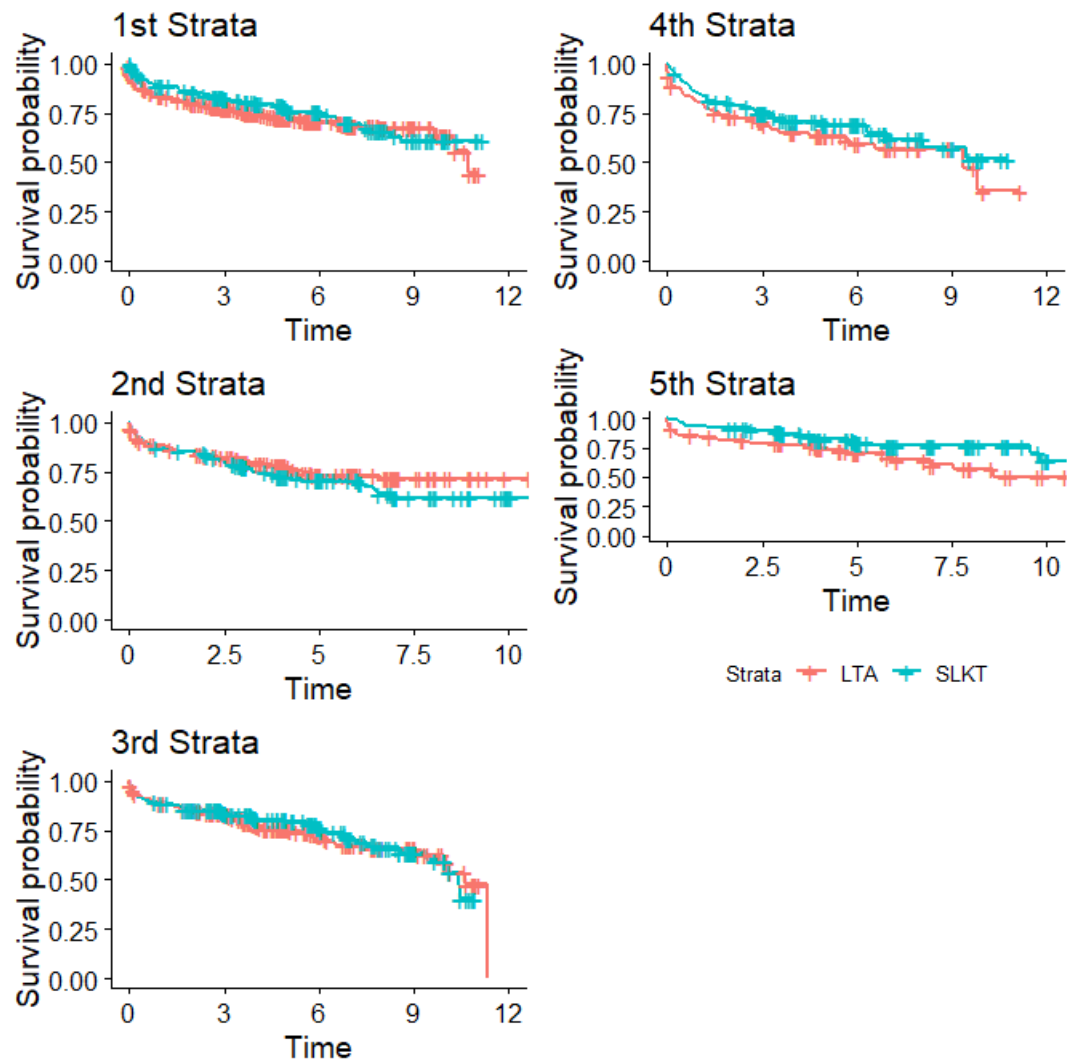 1st Strata
Survival probability
1.00
0.75
0.50
0.25
0.00
0 3 6 9 12
Time
4th Strata
Survival probability
1.00
0.75
0.50
0.25
0.00
0 3 6 9 12
Time
2nd Strata
Survival probability
1.00
0.75
0.50
0.25
0.00
0 2.5 5 7.5 10
Time
5th Strata
Survival probability
1.00
0.75
0.50
0.25
0.00
0 2.5 5 7.5 10
Time
Strata LTA SLKT
3rd Strata
Survival probability
1.00
0.75
0.50
0.25
0.00
0 3 6 9 12
Time